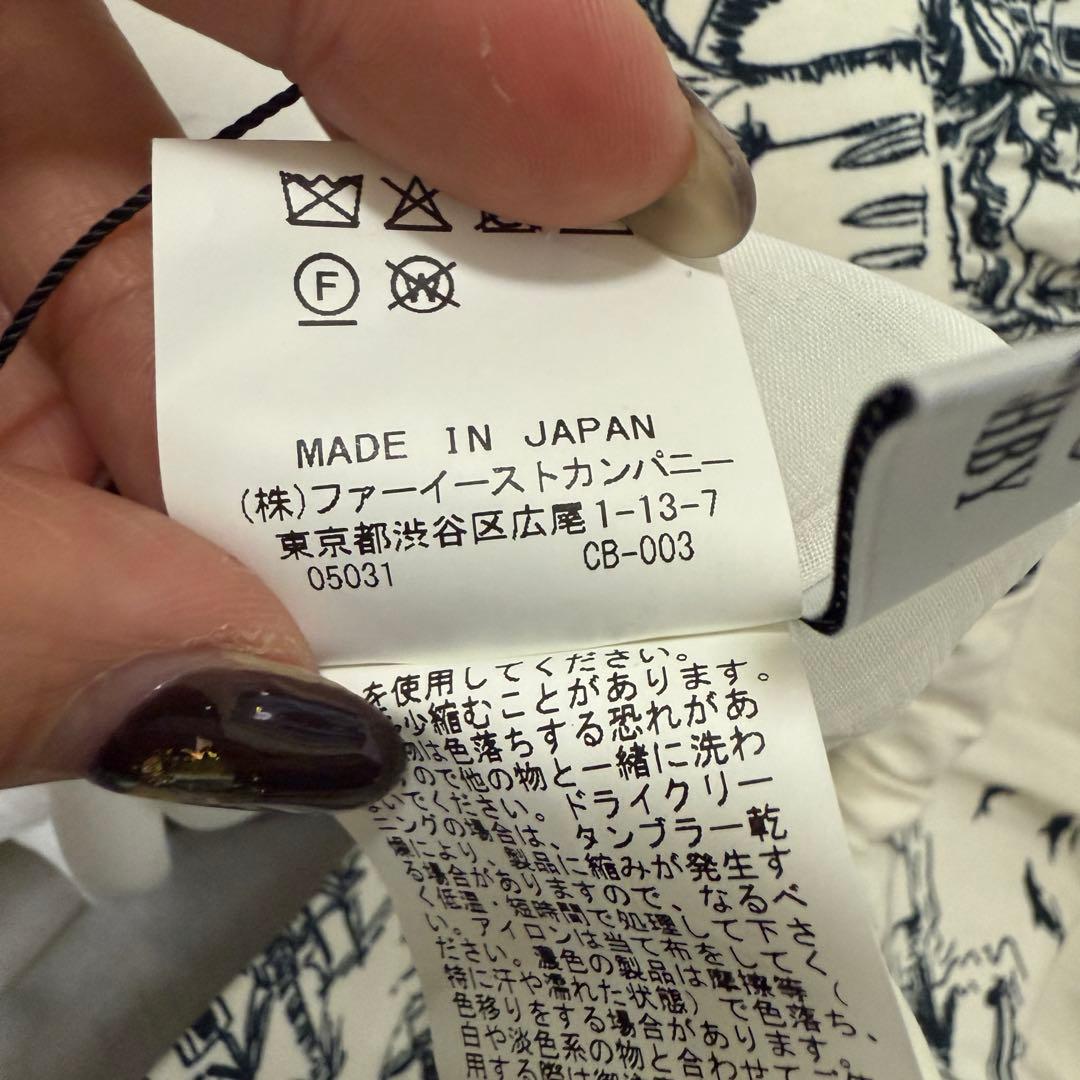 F
W
MADE IN JAPAN
(株)ファーイーストカンパニー
東京都渋谷区広尾1-13-7
05031 CB-003
を使用してください。
縮むことがあります。
は色落ちする恐れがあ
ので他の物と一緒に洗わ
ないでください。ドライクリー
ニングの場合は、タンブラー乾
燥により、製品に縮みが発生す
る場合がありますので、なるべ
く低温・短時間で処理して下さ
い。アイロンは当て布をして
ださい。濃色の製品は摩擦等(
特に汗や濡れた状態)で色落ち、
色移りをする場合があります。
白や淡色系の物と合わせて
用する際は
HBY